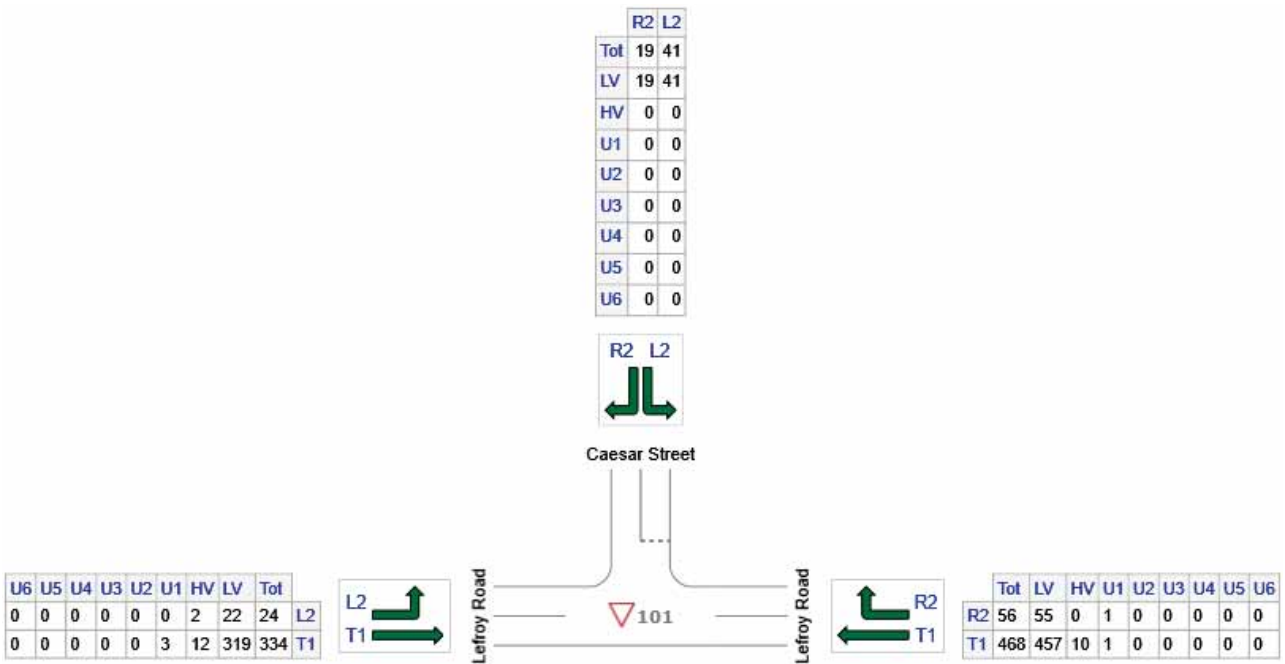 R2 L2
Tot 19 41
LV 19 41
HV 0 0
U1 0 0
U2 0 0
U3 0 0
U4 0 0
U5 0 0
U6 0 0
R2 L2
Caesar Street
U6 U5 U4 U3 U2 U1 HV LV Tot
0 0 0 0 0 0 2 22 24 L2
0 0 0 0 0 3 12 319 334 T1
L2
T1
Lefroy Road
101
Lefroy Road
R2
T1
Tot LV HV U1 U2 U3 U4 U5 U6
R2 56 55 0 1 0 0 0 0 0
T1 468 457 10 1 0 0 0 0 0